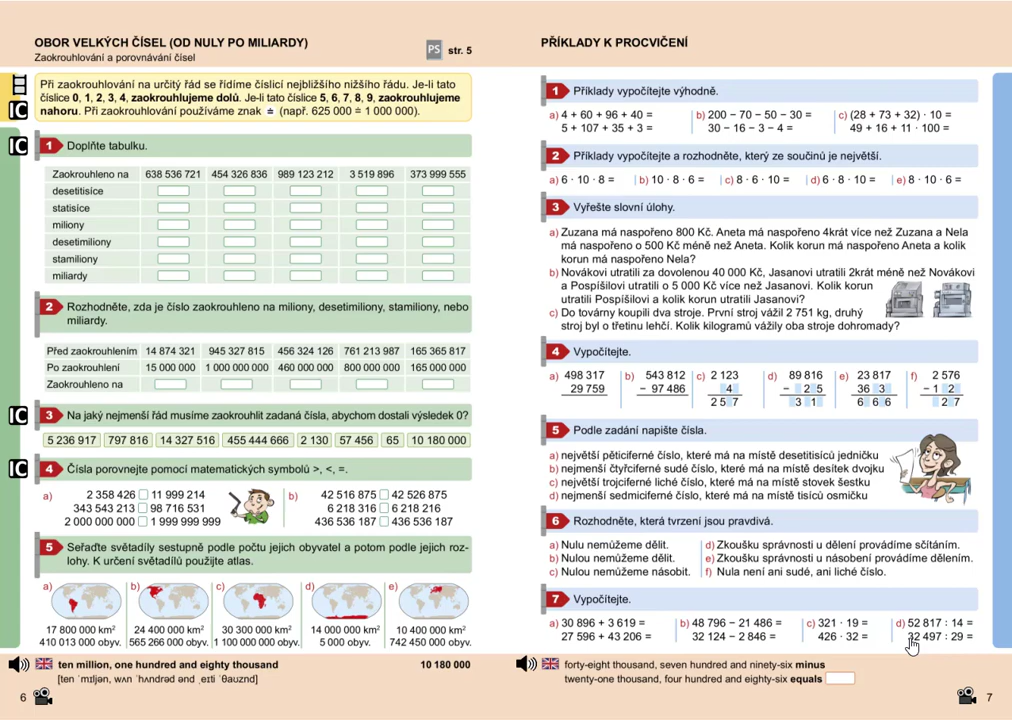 OBOR VELKÝCH ČÍSEL (OD NULY PO MILIARDY)
Zaokrouhlování a porovnávání čísel
PS str. 5
Při zaokrouhlování na určitý řád se řídíme číslicí nejbližšího nižšího řádu. Je-li tato
číslice 0, 1, 2, 3, 4, zaokrouhlujeme dolů. Je-li tato číslice 5, 6, 7, 8, 9, zaokrouhlujeme
nahoru. Při zaokrouhlování používáme znak ≐ (např. 625 000 ≐ 1 000 000).
1 Doplňte tabulku.
Zaokrouhleno na 638 536 721 454 326 836 989 123 212 3 519 896 373 999 555
desetitisíce
statisíce
miliony
desetimiliony
stamiliony
miliardy
2 Rozhodněte, zda je číslo zaokrouhleno na miliony, desetimiliony, stamiliony, nebo
miliardy.
Před zaokrouhlením 14 874 321 945 327 815 456 324 126 761 213 987 165 365 817
Po zaokrouhlení 15 000 000 1 000 000 000 460 000 000 800 000 000 165 000 000
Zaokrouhleno na
3 Na jaký nejmenší řád musíme zaokrouhlit zadaná čísla, abychom dostali výsledek 0?
5 236 917 797 816 14 327 516 455 444 666 2 130 57 456 65 10 180 000
4 Čísla porovnejte pomocí matematických symbolů >, <, =.
a) 2 358 426 11 999 214
343 543 213 98 716 531
2 000 000 000 1 999 999 999
b) 42 516 875 42 526 875
6 218 316 6 218 216
436 536 187 436 536 187
5 Seřaďte světadíly sestupně podle počtu jejich obyvatel a potom podle jejich roz-
lohy. K určení světadílů použijte atlas.
a) b) c) d) e)
17 800 000 km² 24 400 000 km² 30 300 000 km² 14 000 000 km² 10 400 000 km²
410 013 000 obyv. 565 266 000 obyv. 1 100 000 000 obyv. 5 000 obyv. 742 450 000 obyv.
ten million, one hundred and eighty thousand 10 180 000
[ten ˈmɪljən, wʌn ˈhʌndrəd ənd ˌeɪti ˈθauznd]
6
PŘÍKLADY K PROCVIČENÍ
1 Příklady vypočítejte výhodně.
a) 4 + 60 + 96 + 40 = b) 200 − 70 − 50 − 30 = c) (28 + 73 + 32) · 10 =
5 + 107 + 35 + 3 = 30 − 16 − 3 − 4 = 49 + 16 + 11 · 100 =
2 Příklady vypočítejte a rozhodněte, který ze součinů je největší.
a) 6 · 10 · 8 = b) 10 · 8 · 6 = c) 8 · 6 · 10 = d) 6 · 8 · 10 = e) 8 · 10 · 6 =
3 Vyřešte slovní úlohy.
a) Zuzana má naspořeno 800 Kč. Aneta má naspořeno 4krát více než Zuzana a Nela
má naspořeno o 500 Kč méně než Aneta. Kolik korun má naspořeno Aneta a kolik
korun má naspořeno Nela?
b) Novákovi utratili za dovolenou 40 000 Kč, Jasanovi utratili 2krát méně než Novákovi
a Pospíšilovi utratili o 5 000 Kč více než Jasanovi. Kolik korun
utratili Pospíšilovi a kolik korun utratili Jasanovi?
c) Do továrny koupili dva stroje. První stroj vážil 2 751 kg, druhý
stroj byl o třetinu lehčí. Kolik kilogramů vážily oba stroje dohromady?
4 Vypočítejte.
a) 498 317 b) 543 812 c) 2 123 d) 89 816 e) 23 817 f) 2 576
29 759 − 97 486 4 − 2 5 36 3 − 1 2
2 5 7 3 1 6 6 6 2 7
5 Podle zadání napište čísla.
a) největší pěticiferné číslo, které má na místě desetitisíců jedničku
b) nejmenší čtyřciferné sudé číslo, které má na místě desítek dvojku
c) největší trojciferné liché číslo, které má na místě stovek šestku
d) nejmenší sedmiciferné číslo, které má na místě tisíců osmičku
6 Rozhodněte, která tvrzení jsou pravdivá.
a) Nulu nemůžeme dělit. d) Zkoušku správnosti u dělení provádíme sčítáním.
b) Nulou nemůžeme dělit. e) Zkoušku správnosti u násobení provádíme dělením.
c) Nulou nemůžeme násobit. f) Nula není ani sudé, ani liché číslo.
7 Vypočítejte.
a) 30 896 + 3 619 = b) 48 796 − 21 486 = c) 321 · 19 = d) 52 817 : 14 =
27 596 + 43 206 = 32 124 − 2 846 = 426 · 32 = 32 497 : 29 =
forty-eight thousand, seven hundred and ninety-six minus
twenty-one thousand, four hundred and eighty-six equals
7